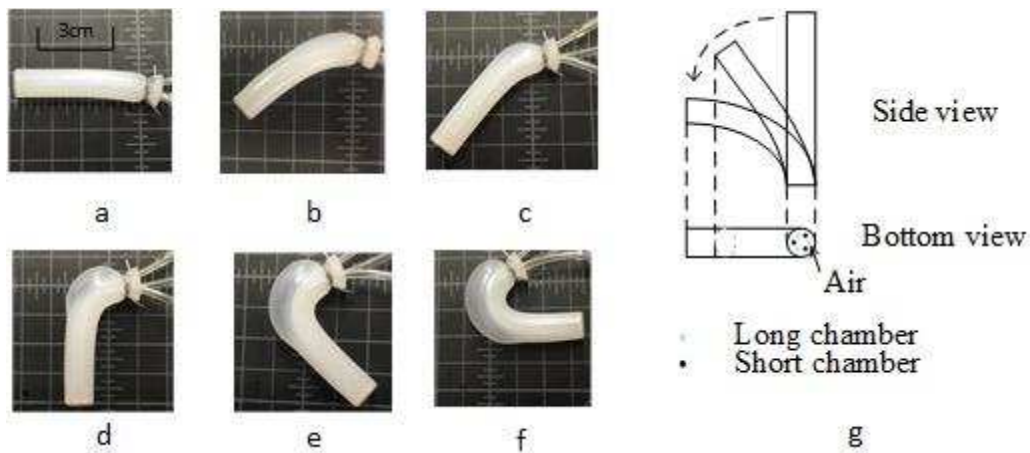 3cm
a
b
c
Side view
Bottom view
Air
Long chamber
Short chamber
d
e
f
g